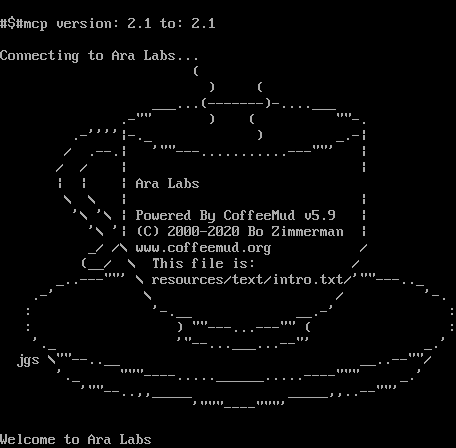 #$#mcp version: 2.1 to: 2.1
Connecting to Ara Labs...
Ara Labs
Powered By CoffeeMud v5.9
(C) 2000-2020 Bo Zimmerman
www.coffeemud.org
This file is:
resources/text/intro.txt
jgs
Welcome to Ara Labs